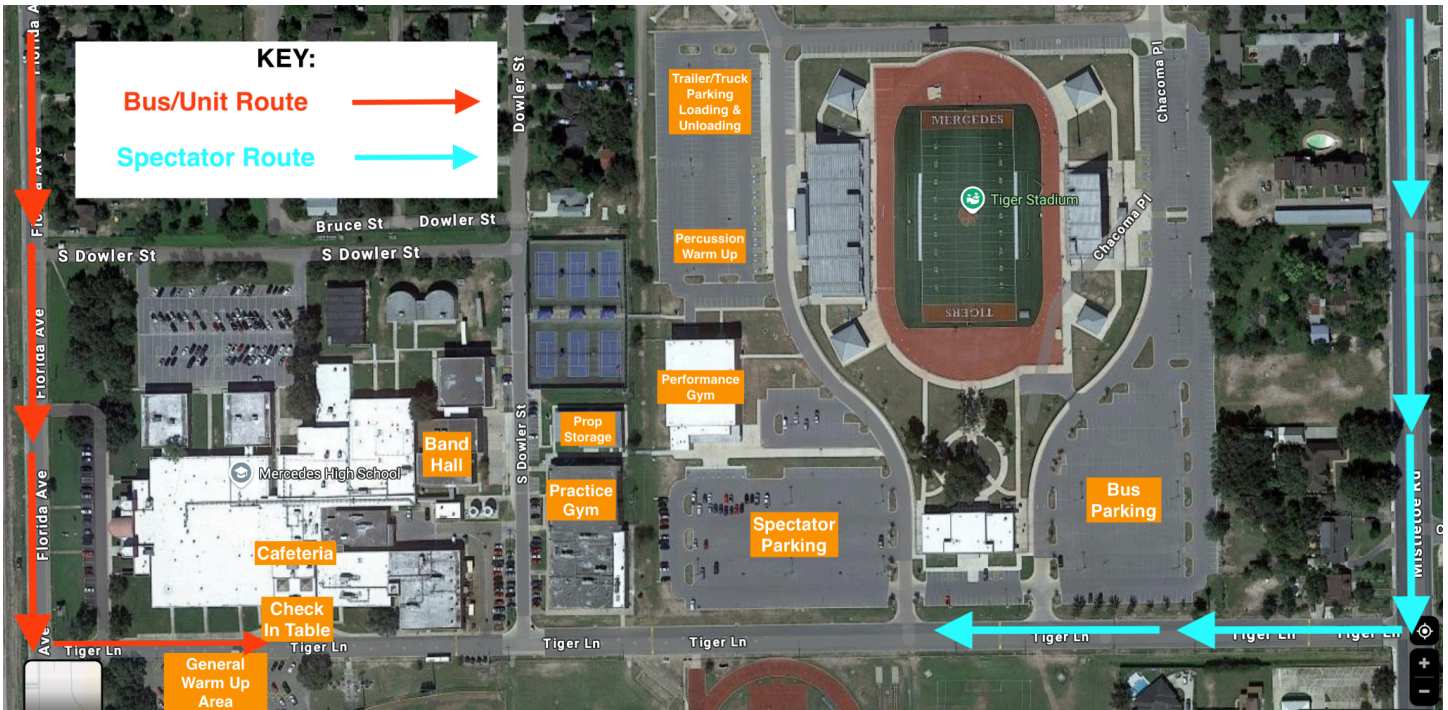 KEY:
Bus/Unit Route
Spectator Route
Florida A
Florida Ave
Florida Ave
Florida Ave
Florida Ave
Ave
Dowler St
Bruce St
Dowler St
S Dowler St
S Dowler St
S Dowler St
Trailer/Truck
Parking
Loading &
Unloading
Percussion
Warm Up
MERCEDES
Tiger Stadium
TIGERS
Chacoma Pl
Chacoma Pl
Performance
Gym
Prop
Storage
Band
Hall
Mercedes High School
Practice
Gym
Spectator
Parking
Bus
Parking
Mistletoe Rd
C
Cafeteria
Check
In Table
Tiger Ln
Tiger Ln
Tiger Ln
Tiger Ln
Tiger Ln
Tiger Ln
Tiger Ln
General
Warm Up
Area
+
−